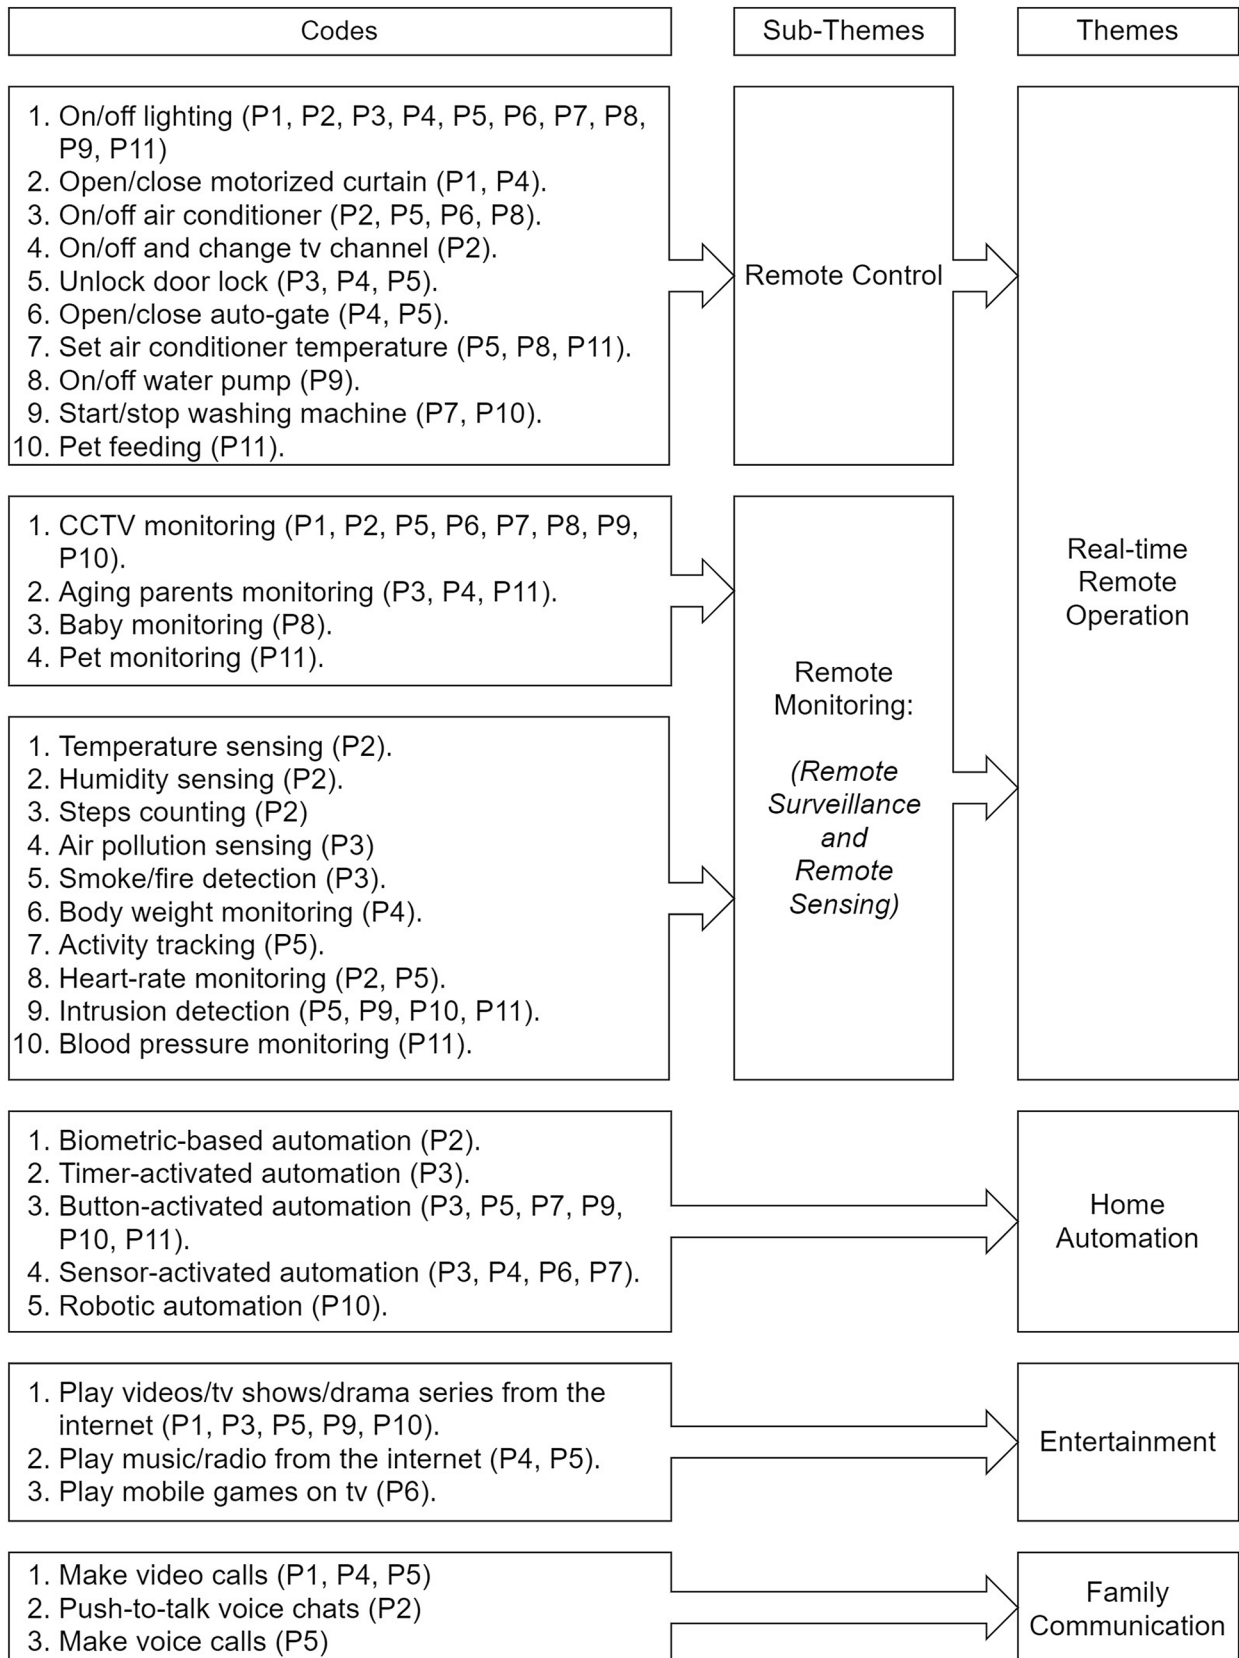 Codes
Sub-Themes
Themes
1. On/off lighting (P1, P2, P3, P4, P5, P6, P7, P8,
P9, P11)
2. Open/close motorized curtain (P1, P4).
3. On/off air conditioner (P2, P5, P6, P8).
4. On/off and change tv channel (P2).
5. Unlock door lock (P3, P4, P5).
6. Open/close auto-gate (P4, P5).
7. Set air conditioner temperature (P5, P8, P11).
8. On/off water pump (P9).
9. Start/stop washing machine (P7, P10).
10. Pet feeding (P11).
Remote Control
1. CCTV monitoring (P1, P2, P5, P6, P7, P8, P9,
P10).
2. Aging parents monitoring (P3, P4, P11).
3. Baby monitoring (P8).
4. Pet monitoring (P11).
1. Temperature sensing (P2).
2. Humidity sensing (P2).
3. Steps counting (P2)
4. Air pollution sensing (P3)
5. Smoke/fire detection (P3).
6. Body weight monitoring (P4).
7. Activity tracking (P5).
8. Heart-rate monitoring (P2, P5).
9. Intrusion detection (P5, P9, P10, P11).
10. Blood pressure monitoring (P11).
Remote
Monitoring:
(Remote
Surveillance
and
Remote
Sensing)
Real-time
Remote
Operation
1. Biometric-based automation (P2).
2. Timer-activated automation (P3).
3. Button-activated automation (P3, P5, P7, P9,
P10, P11).
4. Sensor-activated automation (P3, P4, P6, P7).
5. Robotic automation (P10).
Home
Automation
1. Play videos/tv shows/drama series from the
internet (P1, P3, P5, P9, P10).
2. Play music/radio from the internet (P4, P5).
3. Play mobile games on tv (P6).
Entertainment
1. Make video calls (P1, P4, P5)
2. Push-to-talk voice chats (P2)
3. Make voice calls (P5)
Family
Communication